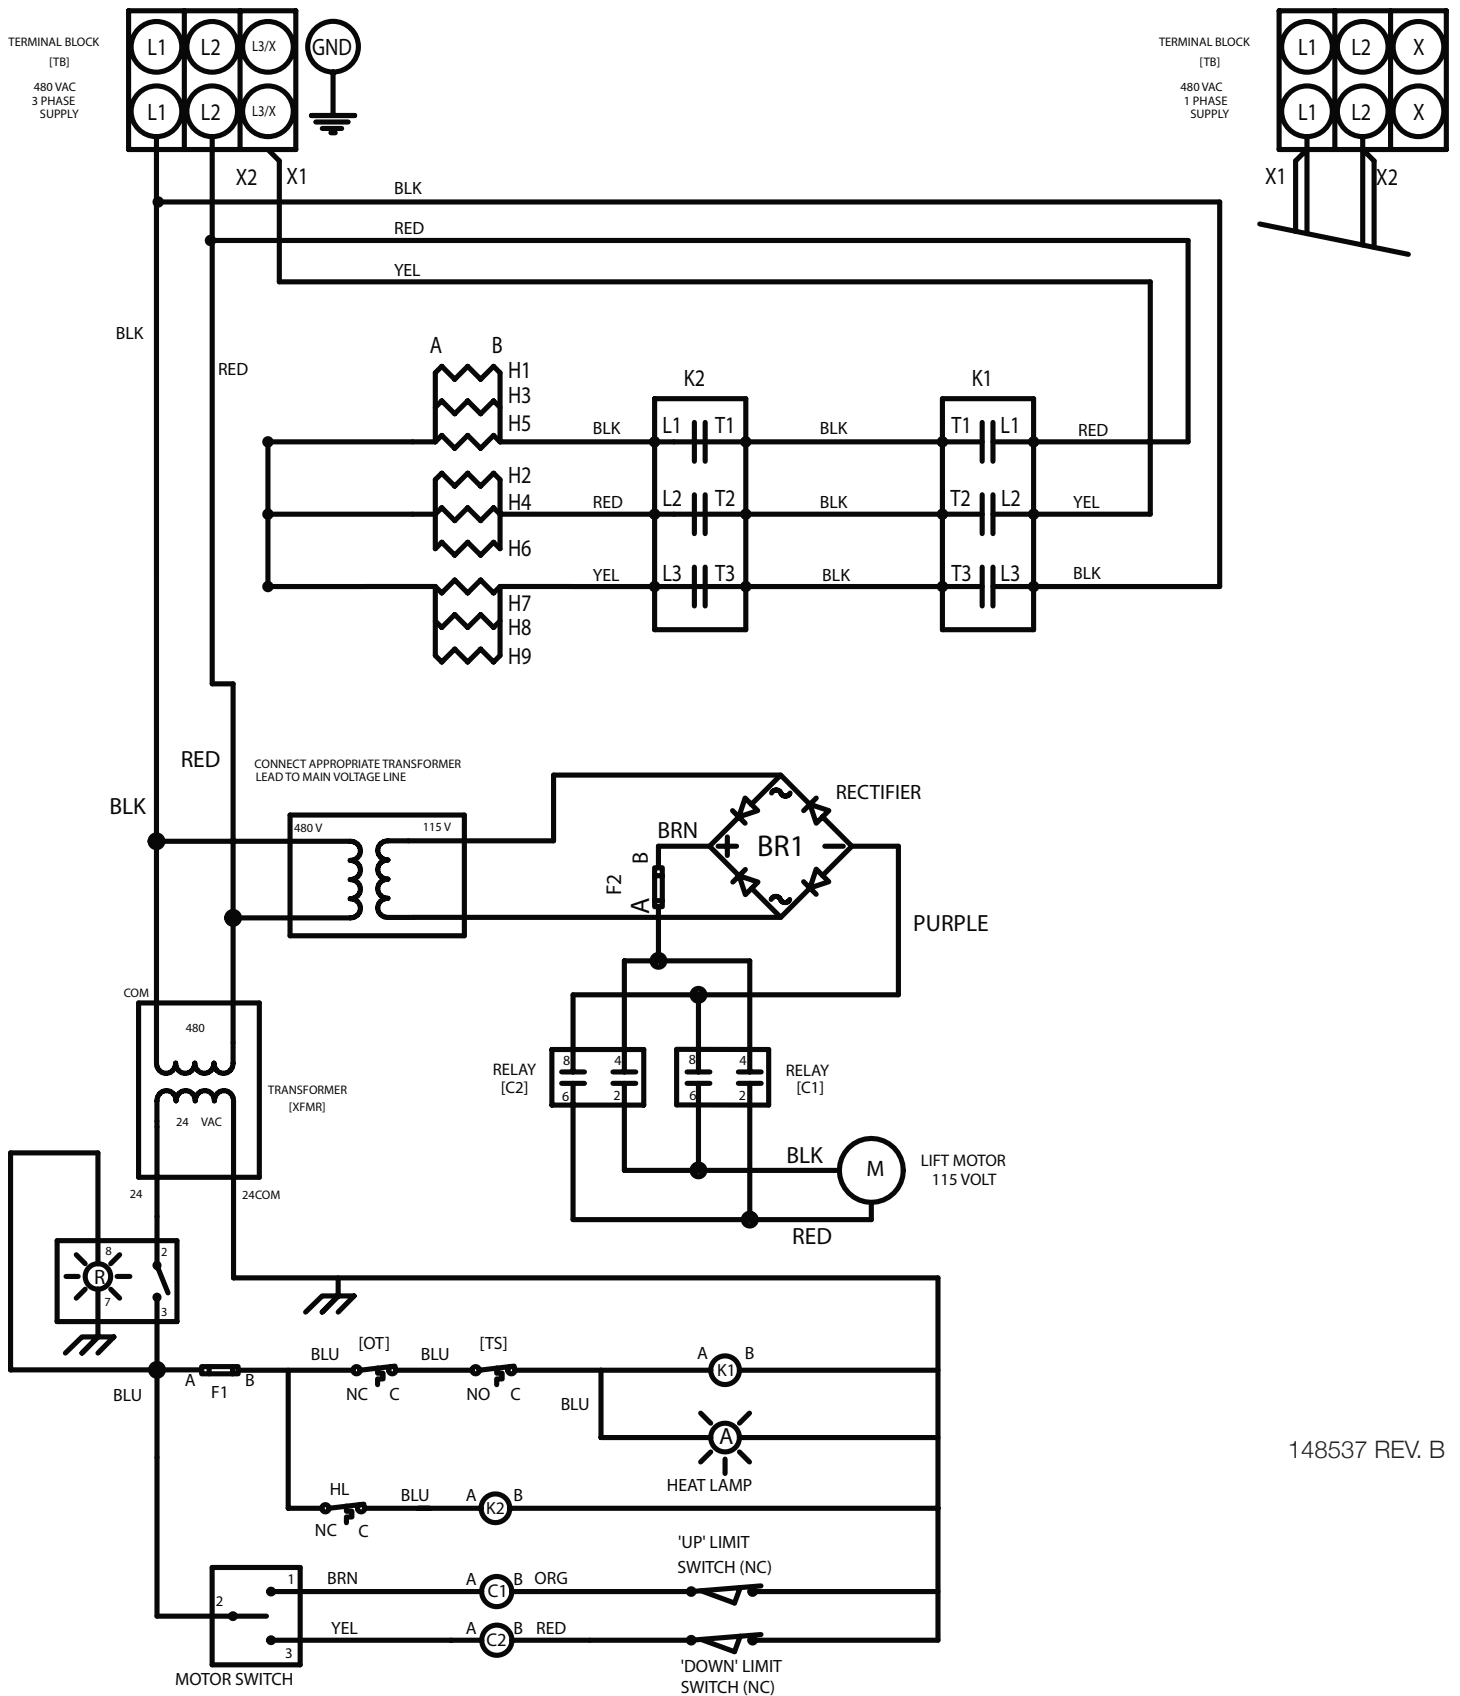 TERMINAL BLOCK
[TB]
480 VAC
3 PHASE
SUPPLY
L1 L2 L3/X GND
L1 L2 L3/X
TERMINAL BLOCK
[TB]
480 VAC
1 PHASE
SUPPLY
L1 L2 X
L1 L2 X
X1 X2
X2 X1
BLK
RED
YEL
BLK
RED
A B
H1
H3
H5
H2
H4
H6
H7
H8
H9
K2
K1
BLK L1 T1 BLK T1 L1 RED
RED L2 T2 BLK T2 L2 YEL
YEL L3 T3 BLK T3 L3 BLK
RED
BLK
CONNECT APPROPRIATE TRANSFORMER
LEAD TO MAIN VOLTAGE LINE
480 V 115 V
RECTIFIER
BRN
BR1
B
F2
A
PURPLE
COM
480
TRANSFORMER
[XFMR]
24 VAC
24 24COM
RELAY
[C2]
8 4
6 2
8 4
6 2
RELAY
[C1]
BLK
M
LIFT MOTOR
115 VOLT
RED
8 2
R
7 3
BLU
A B
F1
BLU [OT] BLU [TS]
NC C NO C
BLU
A B
K1
A
HEAT LAMP
HL BLU A B
K2
NC C
'UP' LIMIT
SWITCH (NC)
1 BRN A C1 B ORG
2
YEL A C2 B RED
3
MOTOR SWITCH
'DOWN' LIMIT
SWITCH (NC)
148537 REV. B